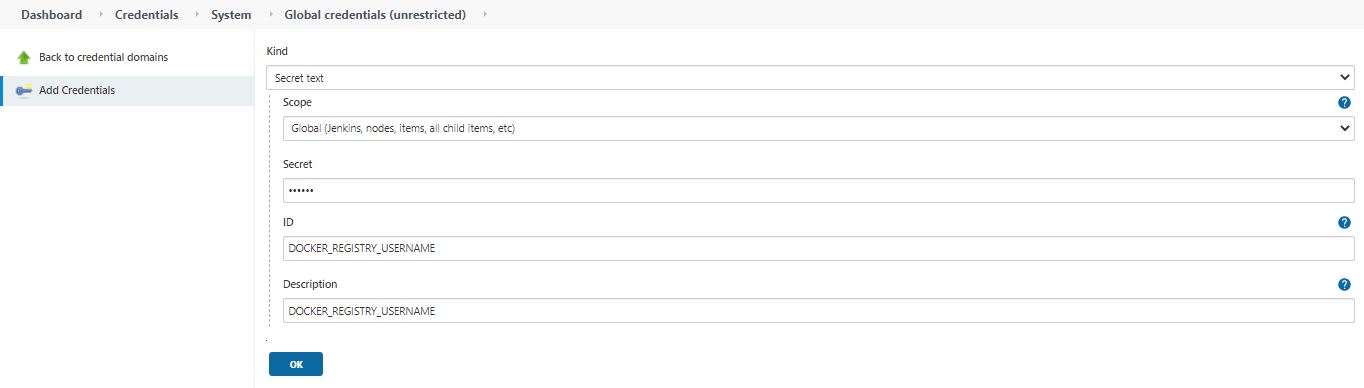 Dashboard Credentials System Global credentials (unrestricted)
Back to credential domains
Add Credentials
Kind
Secret text
Scope
?
Global (Jenkins, nodes, items, all child items, etc)
Secret
••••••
ID
?
DOCKER_REGISTRY_USERNAME
Description
?
DOCKER_REGISTRY_USERNAME
.
OK